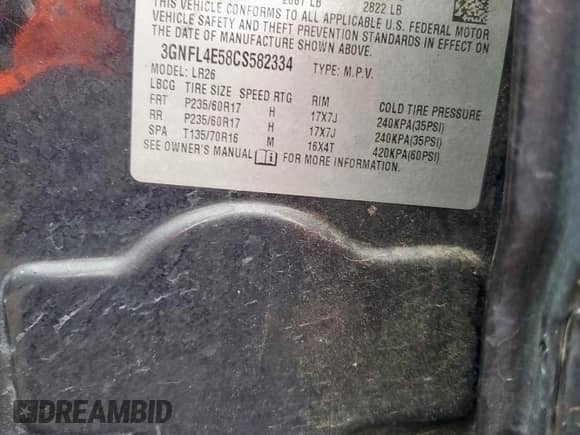 2822 LB
THIS VEHICLE CONFORMS TO ALL APPLICABLE U.S. FEDERAL MOTOR
VEHICLE SAFETY AND THEFT PREVENTION STANDARDS IN EFFECT ON
THE DATE OF MANUFACTURE SHOWN ABOVE.
3GNFL4E58CS582334 TYPE: M.P.V.
MODEL: LR26
LBCG TIRE SIZE SPEED RTG RIM COLD TIRE PRESSURE
FRT P235/60R17 H 17X7J 240KPA(35PSI)
RR P235/60R17 H 17X7J 240KPA(35PSI)
SPA T135/70R16 M 16X4T 420KPA(60PSI)
SEE OWNER'S MANUAL FOR MORE INFORMATION.
DREAMBID